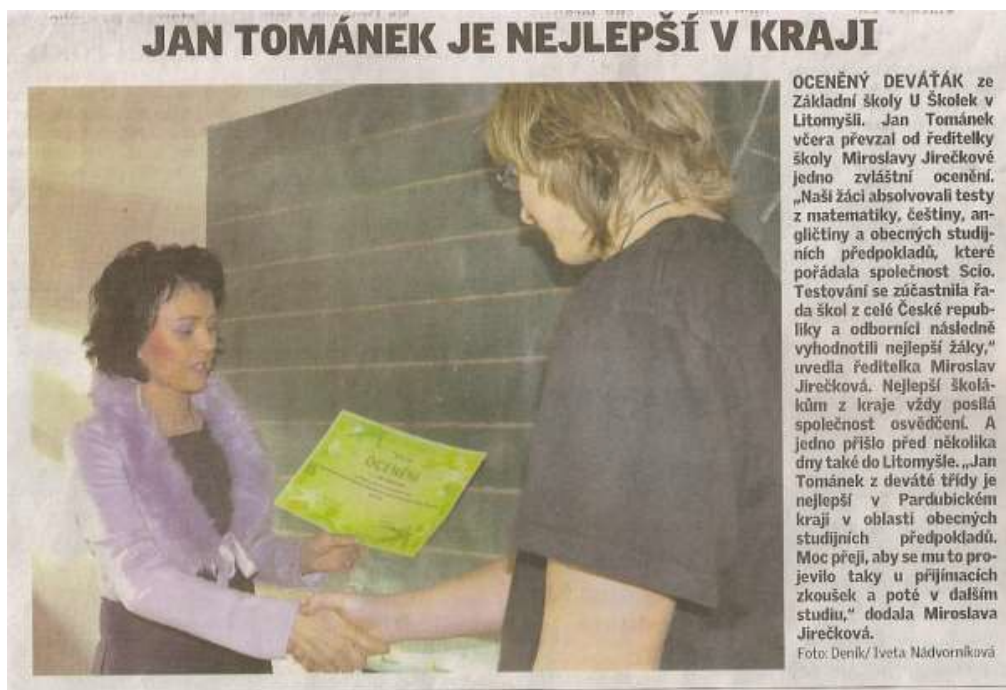 JAN TOMÁNEK JE NEJLEPŠÍ V KRAJI
OCENĚNÝ DEVÁŤÁK ze
Základní školy U Školek v
Litomyšli. Jan Tománek
včera převzal od ředitelky
školy Miroslavy Jirečkové
jedno zvláštní ocenění.
„Naši žáci absolvovali testy
z matematiky, češtiny, an-
gličtiny a obecných studij-
ních předpokladů, které
pořádala společnost Scio.
Testování se zúčastnila řa-
da škol z celé České repub-
liky a odborníci následně
vyhodnotili nejlepší žáky,“
uvedla ředitelka Miroslav
Jirečková. Nejlepší školá-
kům z kraje vždy posílá
společnost osvědčení. A
jedno přišlo před několika
dny také do Litomyšle. „Jan
Tománek z deváté třídy je
nejlepší v Pardubickém
kraji v oblasti obecných
studijních předpokladů.
Moc přeji, aby se mu to pro-
jevilo taky u přijímacích
zkoušek a poté v dalším
studiu,“ dodala Miroslava
Jirečková.
Foto: Deník/ Iveta Nádvorníková
OCENĚNÍ